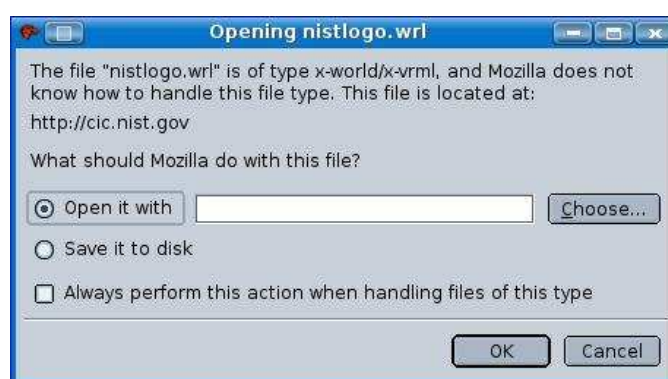 Opening nistlogo.wrl
The file "nistlogo.wrl" is of type x-world/x-vrml, and Mozilla does not
know how to handle this file type. This file is located at:
http://cic.nist.gov
What should Mozilla do with this file?
Open it with
Choose...
Save it to disk
Always perform this action when handling files of this type
OK
Cancel